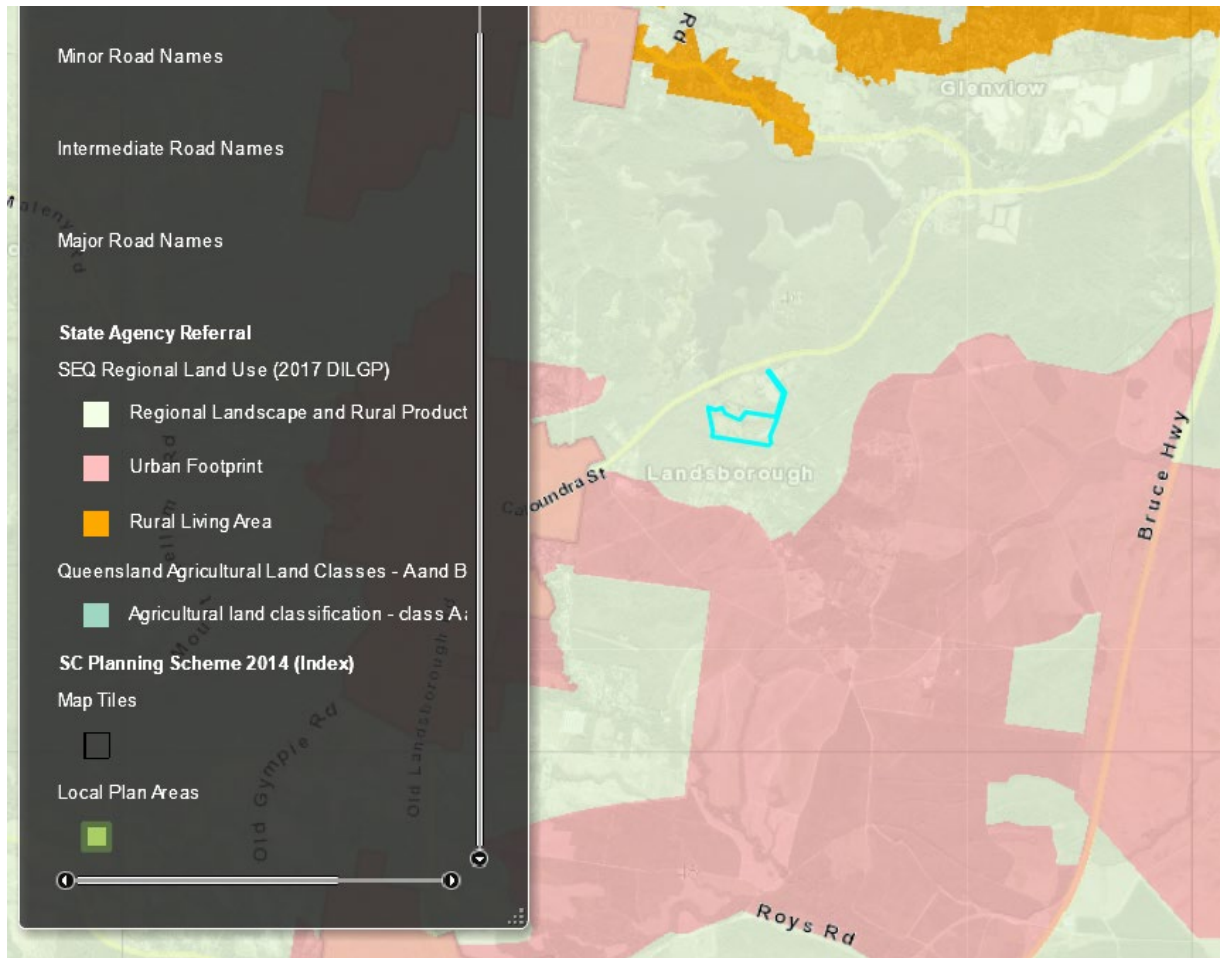 Minor Road Names
Intermediate Road Names
Major Road Names
State Agency Referral
SEQ Regional Land Use (2017 DILGP)
Regional Landscape and Rural Product
Urban Footprint
Rural Living Area
Queensland Agricultural Land Classes - A and B
Agricultural land classification - class A
SC Planning Scheme 2014 (Index)
Map Tiles
Local Plan Areas
Rd
Glenview
Landsborough
Caloundra St
Bruce Hwy
Roys Rd
Old Gympie Rd
Old Landsborough Rd
Rd